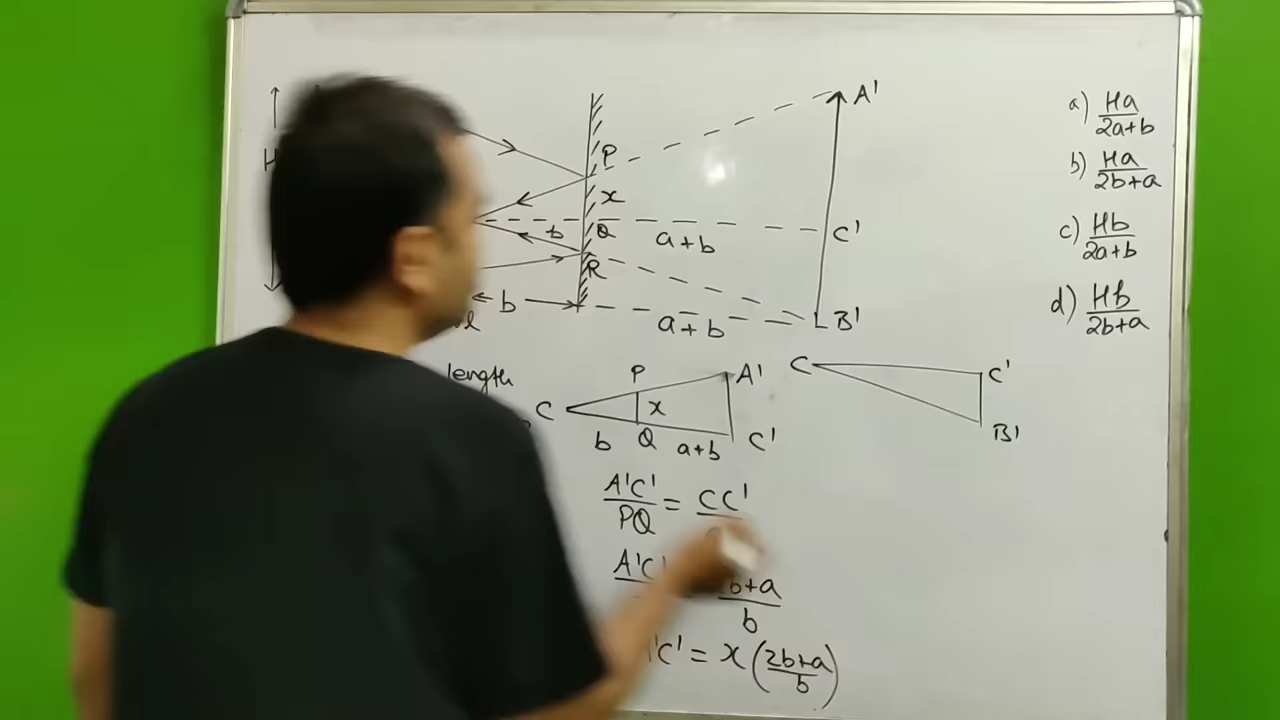 A'
a) Ha/2a+b
H
P
b) Ha/2b+a
x
b Q a+b C'
c) Hb/2a+b
R
b
a+b B'
d) Hb/2b+a
length
P A'
C x
b Q a+b C'
C C'
B'
A'C'/PQ = CC'
A'C' b+a/b
'C' = x(2b+a/b)